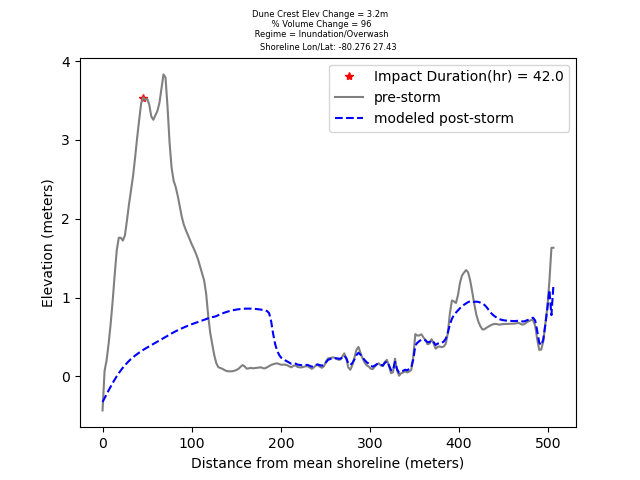 Dune Crest Elev Change = 3.2m
% Volume Change = 96
Regime = Inundation/Overwash
Shoreline Lon/Lat: -80.276 27.43
Impact Duration(hr) = 42.0
pre-storm
modeled post-storm
Elevation (meters)
4
3
2
1
0
0 100 200 300 400 500
Distance from mean shoreline (meters)